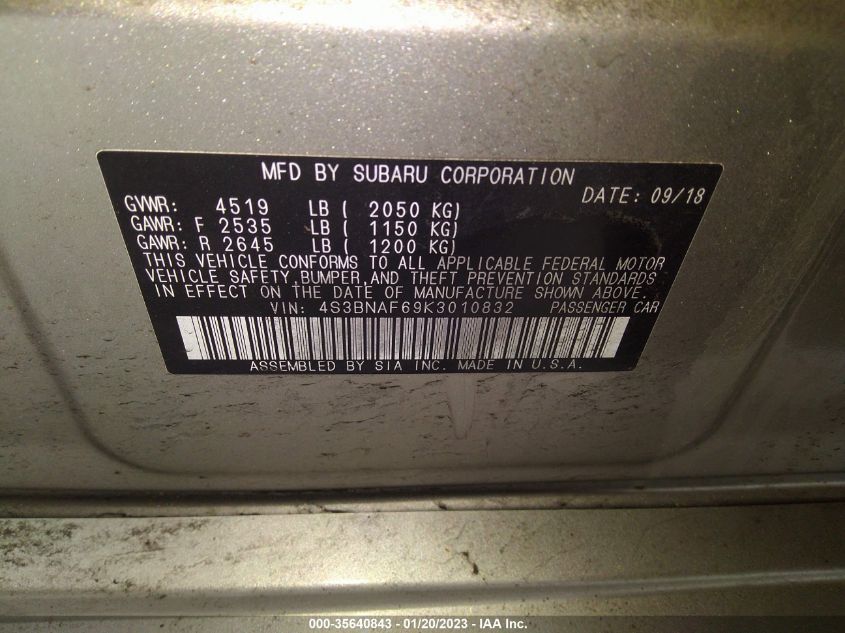 MFD BY SUBARU CORPORATION
DATE: 09/18
GVWR: 4519 LB ( 2050 KG)
GAWR: F 2535 LB ( 1150 KG)
GAWR: R 2645 LB ( 1200 KG)
THIS VEHICLE CONFORMS TO ALL APPLICABLE FEDERAL MOTOR
VEHICLE SAFETY,BUMPER,AND THEFT PREVENTION STANDARDS
IN EFFECT ON THE DATE OF MANUFACTURE SHOWN ABOVE.
VIN: 4S3BNAF69K3010832 PASSENGER CAR
ASSEMBLED BY SIA INC. MADE IN U.S.A.
000-35640843 - 01/20/2023 - IAA Inc.